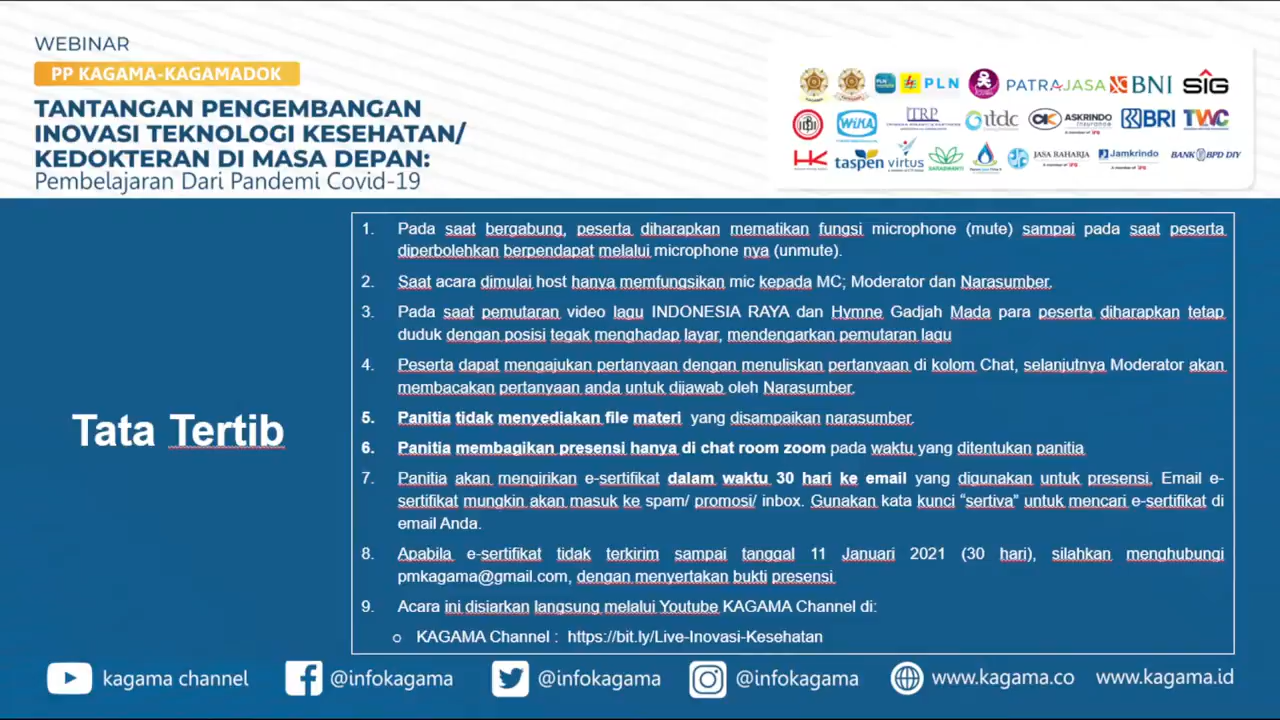 WEBINAR
PP KAGAMA-KAGAMADOK
TANTANGAN PENGEMBANGAN
INOVASI TEKNOLOGI KESEHATAN/
KEDOKTERAN DI MASA DEPAN:
Pembelajaran Dari Pandemi Covid-19
PLN PATRAJASA BNI SIG
WIKA TRP itdc ASKRINDO insurance BRI TWC
HK taspen virtus JASA RAHARJA Jamkrindo BANK BPD DIY
Tata Tertib
1. Pada saat bergabung, peserta diharapkan mematikan fungsi microphone (mute) sampai pada saat peserta
diperbolehkan berpendapat melalui microphone nya (unmute).
2. Saat acara dimulai host hanya memfungsikan mic kepada MC; Moderator dan Narasumber.
3. Pada saat pemutaran video lagu INDONESIA RAYA dan Hymne Gadjah Mada para peserta diharapkan tetap
duduk dengan posisi tegak menghadap layar, mendengarkan pemutaran lagu
4. Peserta dapat mengajukan pertanyaan dengan menuliskan pertanyaan di kolom Chat, selanjutnya Moderator akan
membacakan pertanyaan anda untuk dijawab oleh Narasumber.
5. Panitia tidak menyediakan file materi yang disampaikan narasumber.
6. Panitia membagikan presensi hanya di chat room zoom pada waktu yang ditentukan panitia
7. Panitia akan mengirikan e-sertifikat dalam waktu 30 hari ke email yang digunakan untuk presensi. Email e-
sertifikat mungkin akan masuk ke spam/ promosi/ inbox. Gunakan kata kunci “sertiva” untuk mencari e-sertifikat di
email Anda.
8. Apabila e-sertifikat tidak terkirim sampai tanggal 11 Januari 2021 (30 hari), silahkan menghubungi
pmkagama@gmail.com, dengan menyertakan bukti presensi
9. Acara ini disiarkan langsung melalui Youtube KAGAMA Channel di:
o KAGAMA Channel : https://bit.ly/Live-Inovasi-Kesehatan
kagama channel @infokagama @infokagama @infokagama www.kagama.co www.kagama.id